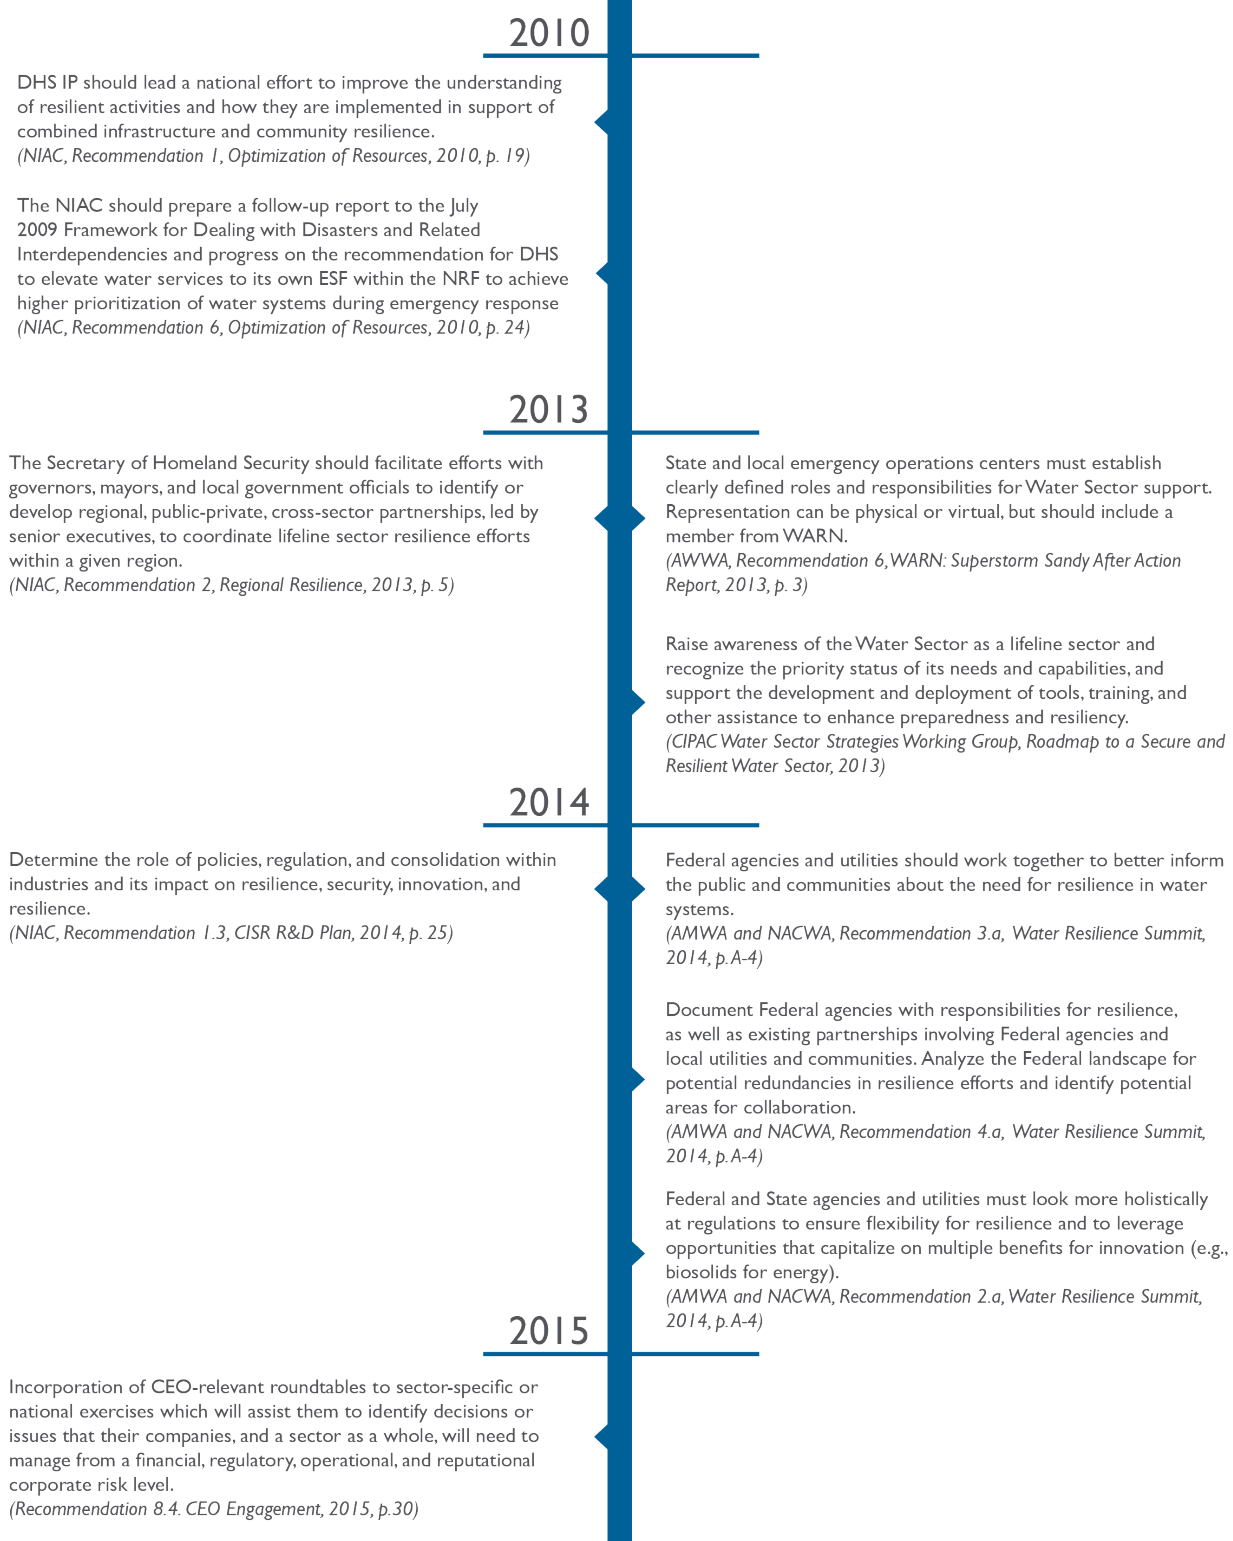 2010
DHS IP should lead a national effort to improve the understanding
of resilient activities and how they are implemented in support of
combined infrastructure and community resilience.
(NIAC, Recommendation 1, Optimization of Resources, 2010, p. 19)
The NIAC should prepare a follow-up report to the July
2009 Framework for Dealing with Disasters and Related
Interdependencies and progress on the recommendation for DHS
to elevate water services to its own ESF within the NRF to achieve
higher prioritization of water systems during emergency response
(NIAC, Recommendation 6, Optimization of Resources, 2010, p. 24)
2013
The Secretary of Homeland Security should facilitate efforts with
governors, mayors, and local government officials to identify or
develop regional, public-private, cross-sector partnerships, led by
senior executives, to coordinate lifeline sector resilience efforts
within a given region.
(NIAC, Recommendation 2, Regional Resilience, 2013, p. 5)
State and local emergency operations centers must establish
clearly defined roles and responsibilities for Water Sector support.
Representation can be physical or virtual, but should include a
member from WARN.
(AWWA, Recommendation 6, WARN: Superstorm Sandy After Action
Report, 2013, p. 3)
Raise awareness of the Water Sector as a lifeline sector and
recognize the priority status of its needs and capabilities, and
support the development and deployment of tools, training, and
other assistance to enhance preparedness and resiliency.
(CIPAC Water Sector Strategies Working Group, Roadmap to a Secure and
Resilient Water Sector, 2013)
2014
Determine the role of policies, regulation, and consolidation within
industries and its impact on resilience, security, innovation, and
resilience.
(NIAC, Recommendation 1.3, CISR R&D Plan, 2014, p. 25)
Federal agencies and utilities should work together to better inform
the public and communities about the need for resilience in water
systems.
(AMWA and NACWA, Recommendation 3.a, Water Resilience Summit,
2014, p. A-4)
Document Federal agencies with responsibilities for resilience,
as well as existing partnerships involving Federal agencies and
local utilities and communities. Analyze the Federal landscape for
potential redundancies in resilience efforts and identify potential
areas for collaboration.
(AMWA and NACWA, Recommendation 4.a, Water Resilience Summit,
2014, p. A-4)
Federal and State agencies and utilities must look more holistically
at regulations to ensure flexibility for resilience and to leverage
opportunities that capitalize on multiple benefits for innovation (e.g.,
biosolids for energy).
(AMWA and NACWA, Recommendation 2.a, Water Resilience Summit,
2014, p. A-4)
2015
Incorporation of CEO-relevant roundtables to sector-specific or
national exercises which will assist them to identify decisions or
issues that their companies, and a sector as a whole, will need to
manage from a financial, regulatory, operational, and reputational
corporate risk level.
(Recommendation 8.4. CEO Engagement, 2015, p.30)